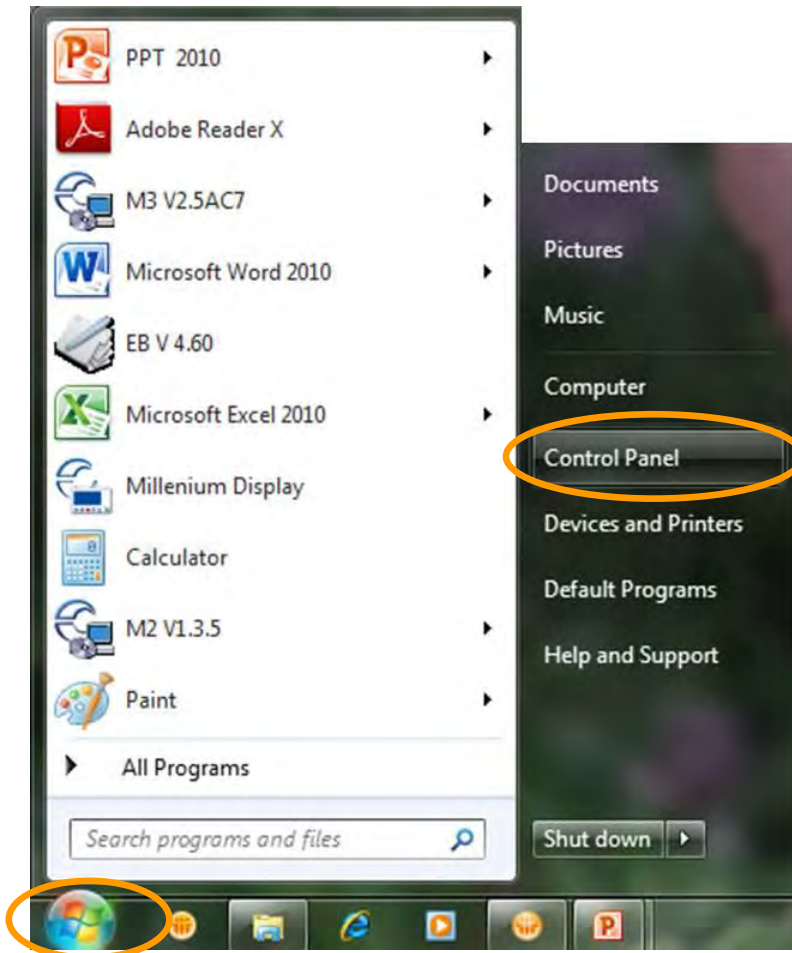 PPT 2010
Adobe Reader X
M3 V2.5AC7
Microsoft Word 2010
EB V 4.60
Microsoft Excel 2010
Millenium Display
Calculator
M2 V1.3.5
Paint
All Programs
Search programs and files
Documents
Pictures
Music
Computer
Control Panel
Devices and Printers
Default Programs
Help and Support
Shut down